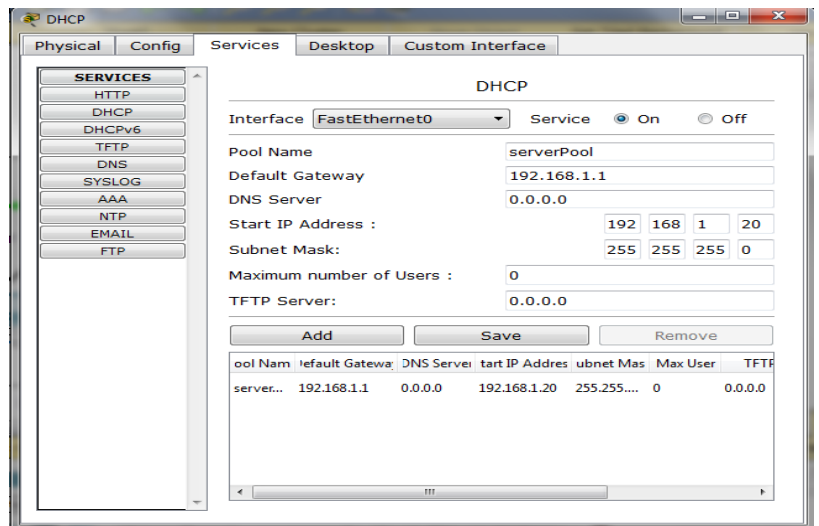 DHCP
Physical Config Services Desktop Custom Interface
SERVICES
HTTP
DHCP
DHCPv6
TFTP
DNS
SYSLOG
AAA
NTP
EMAIL
FTP
DHCP
Interface FastEthernet0 Service On Off
Pool Name serverPool
Default Gateway 192.168.1.1
DNS Server 0.0.0.0
Start IP Address : 192 168 1 20
Subnet Mask: 255 255 255 0
Maximum number of Users : 0
TFTP Server: 0.0.0.0
Add Save Remove
ool Nam efault Gateway DNS Server tart IP Addres ubnet Mas Max User TFTP
server... 192.168.1.1 0.0.0.0 192.168.1.20 255.255.... 0 0.0.0.0